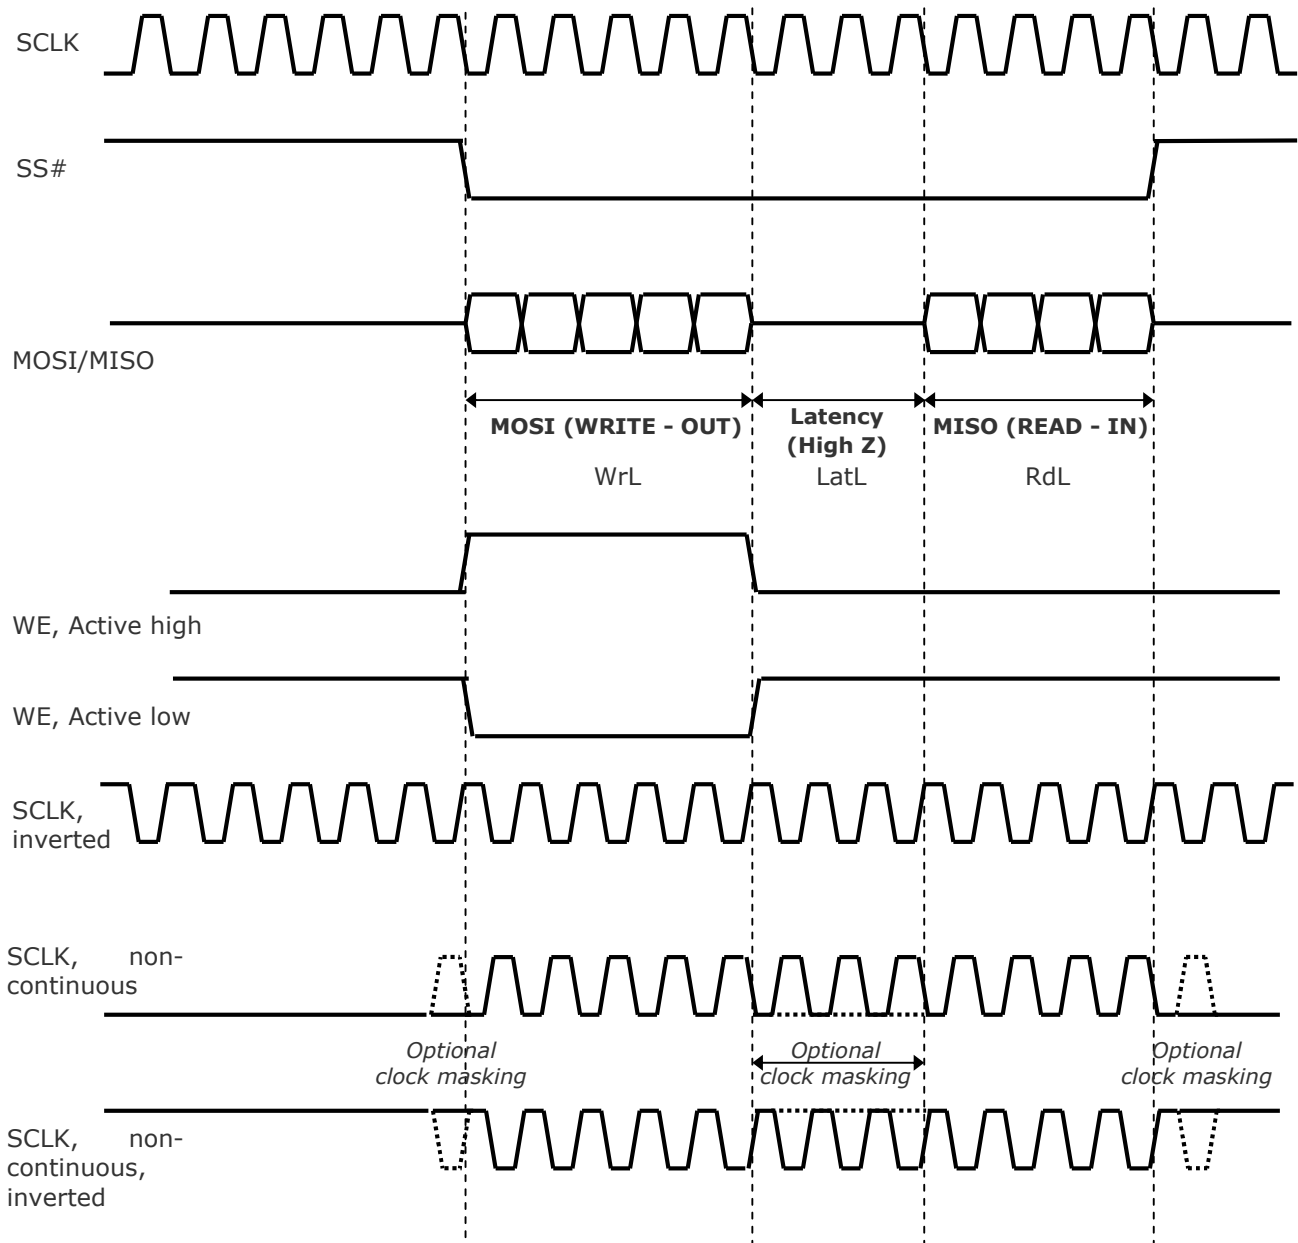 SCLK
SS#
MOSI/MISO
MOSI (WRITE - OUT)
Latency
(High Z)
MISO (READ - IN)
WrL
LatL
RdL
WE, Active high
WE, Active low
SCLK,
inverted
SCLK, non-
continuous
Optional
clock masking
Optional
clock masking
Optional
clock masking
SCLK, non-
continuous,
inverted